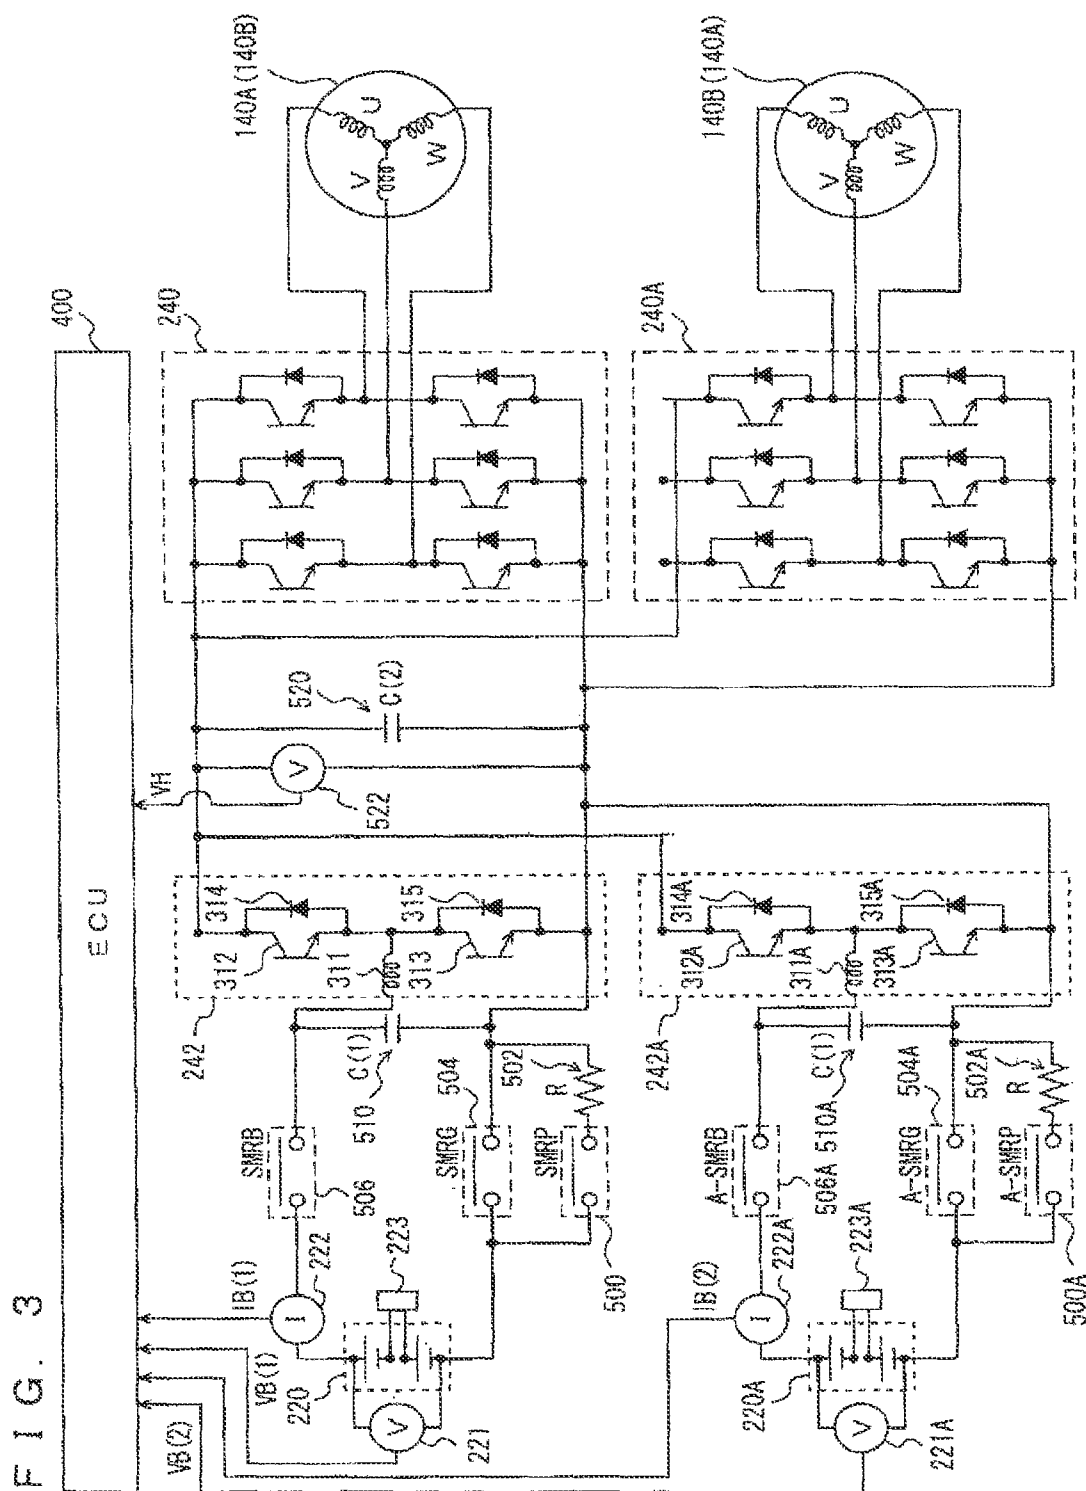 FIG. 3
ECU
400
VB(2)
VB(1)
IB(1)
VH
220
221
222
223
SMRB
506
SMRG
504
SMRP
500
502
R
510
C(1)
242
311
312
313
314
315
522
520
C(2)
240
140A(140B)
U
V
W
I
V
V
IB(2)
220A
221A
222A
223A
A-SMRB
506A
A-SMRG
504A
A-SMRP
500A
502A
R
510A
C(1)
242A
311A
312A
313A
314A
315A
240A
140B(140A)
U
V
W
I
V